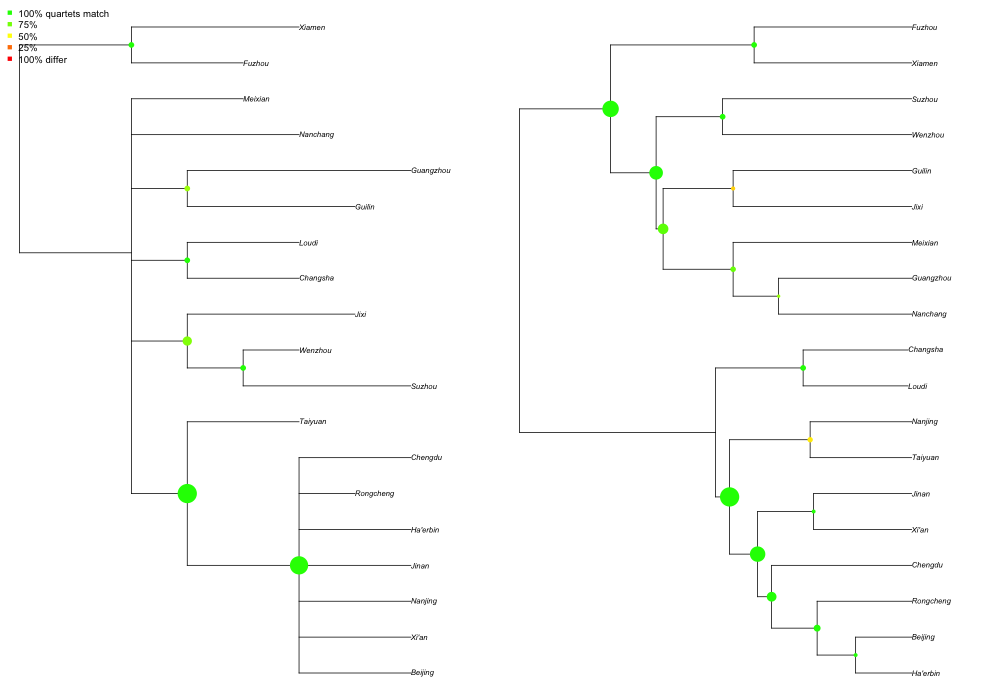 100% quartets match
75%
50%
25%
100% differ
Xiamen
Fuzhou
Meixian
Nanchang
Guangzhou
Guilin
Loudi
Changsha
Jixi
Wenzhou
Suzhou
Taiyuan
Chengdu
Rongcheng
Ha'erbin
Jinan
Nanjing
Xi'an
Beijing
Fuzhou
Xiamen
Suzhou
Wenzhou
Guilin
Jixi
Meixian
Guangzhou
Nanchang
Changsha
Loudi
Nanjing
Taiyuan
Jinan
Xi'an
Chengdu
Rongcheng
Beijing
Ha'erbin